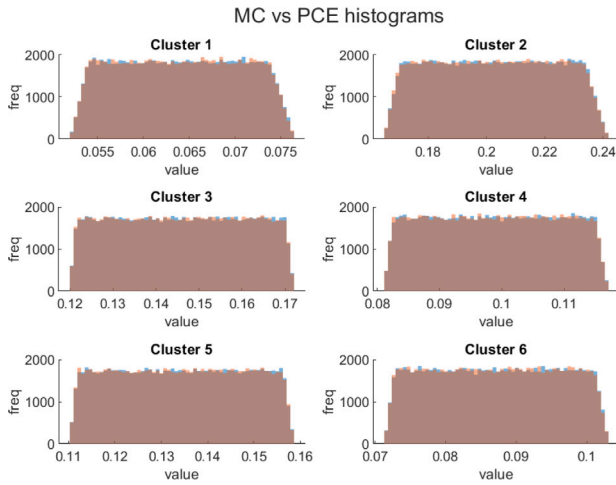 MC vs PCE histograms
Cluster 1
freq
2000
1000
0
0.055 0.06 0.065 0.07 0.075
value
Cluster 2
freq
2000
1000
0
0.18 0.2 0.22 0.24
value
Cluster 3
freq
2000
1000
0
0.12 0.13 0.14 0.15 0.16 0.17
value
Cluster 4
freq
2000
1000
0
0.08 0.09 0.1 0.11
value
Cluster 5
freq
2000
1000
0
0.11 0.12 0.13 0.14 0.15 0.16
value
Cluster 6
freq
2000
1000
0
0.07 0.08 0.09 0.1
value